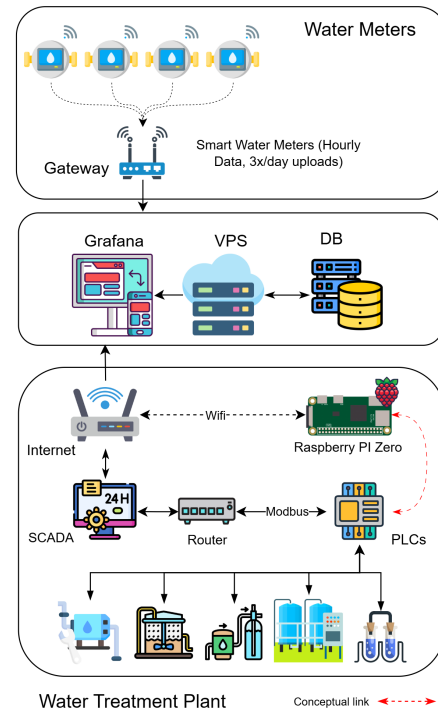 Water Meters
Smart Water Meters (Hourly
Data, 3x/day uploads)
Gateway
Grafana
VPS
DB
Wifi
Internet
Raspberry PI Zero
24H
Modbus
SCADA
Router
PLCs
Water Treatment Plant
Conceptual link